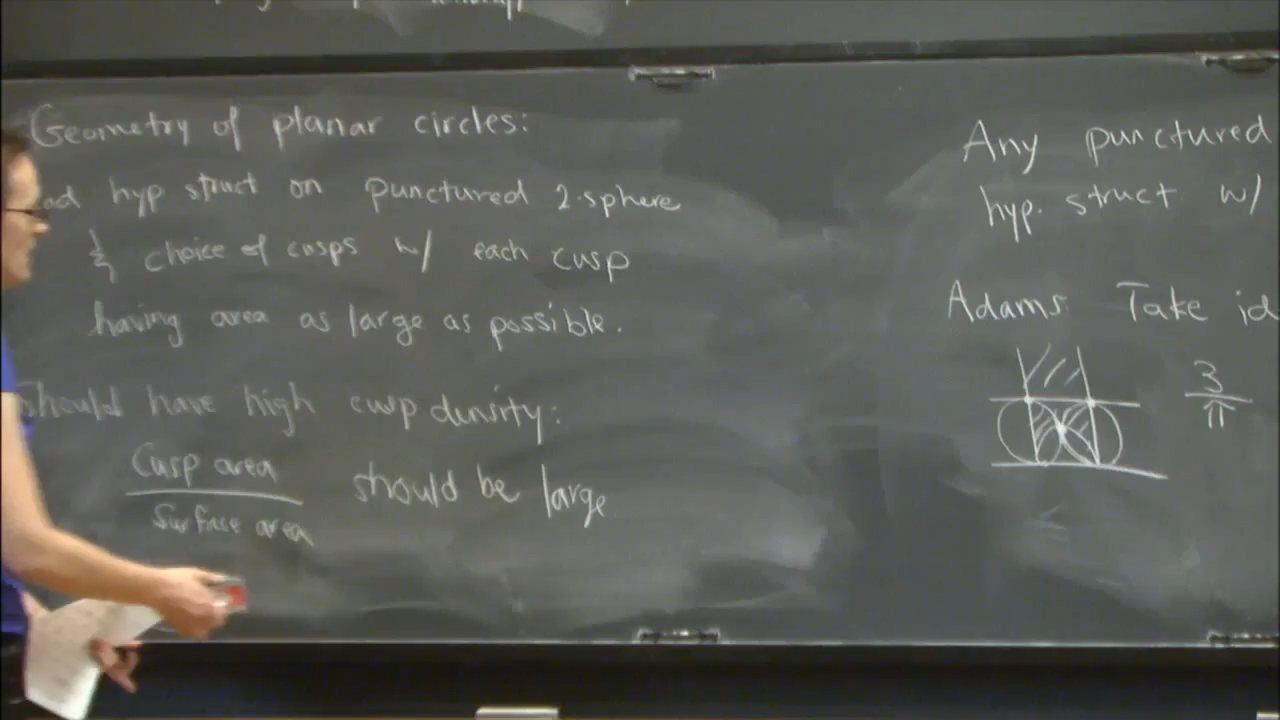 Geometry of planar circles:
hyp struct on punctured 2-sphere
& choice of cusps w/ each cusp
having area as large as possible.
Should have high cusp density:
Cusp area
Surface area
should be large
Any punctured
hyp. struct w/
Adams: Take id
3
π
≤